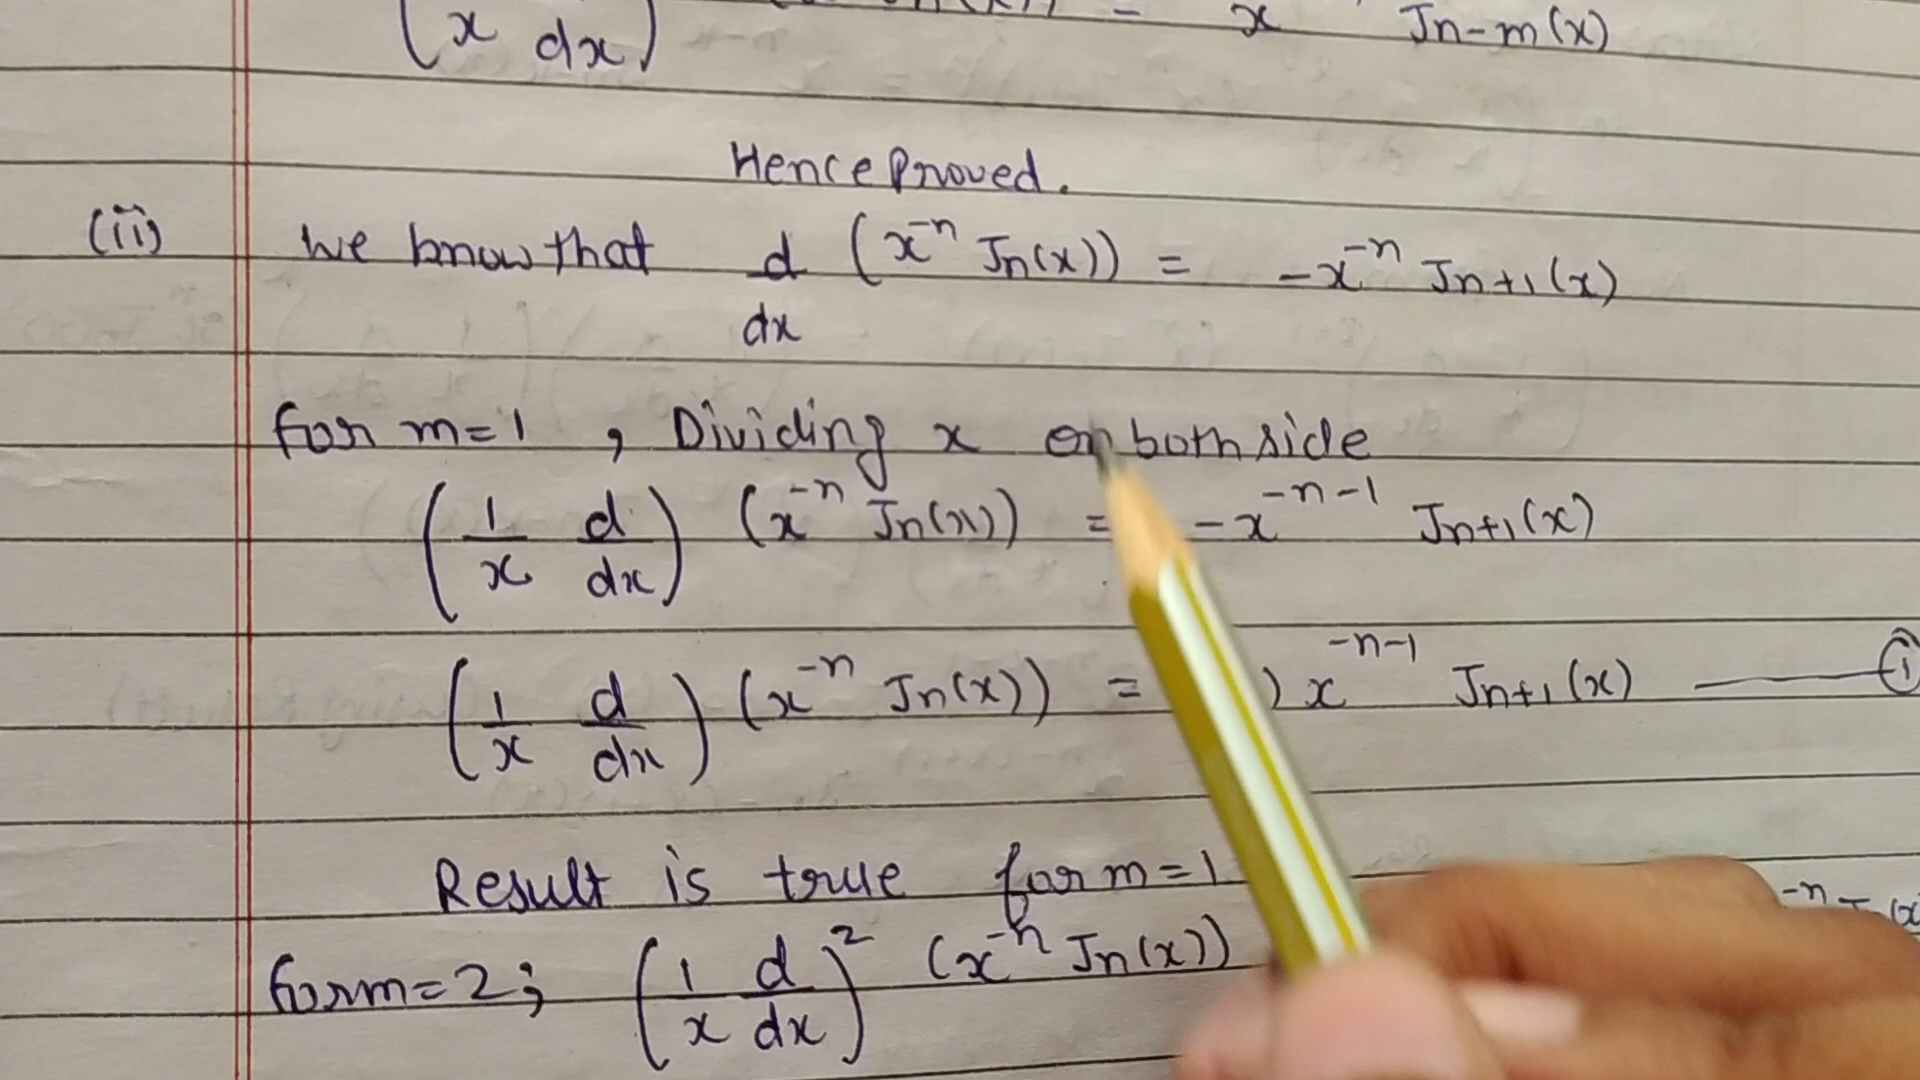 (x dx) = x Jn-m(x)
Hence Proved.
(ii) We know that d/dx (x^-n Jn(x)) = -x^-n Jn+1(x)
for m=1 , Dividing x on both side
(1/x d/dx) (x^-n Jn(x)) = -x^-n-1 Jn+1(x)
(1/x d/dx) (x^-n Jn(x)) = ) x^-n-1 Jn+1(x) — ①
Result is true for m=1
for m=2; (1/x d/dx)^2 (x^-n Jn(x))